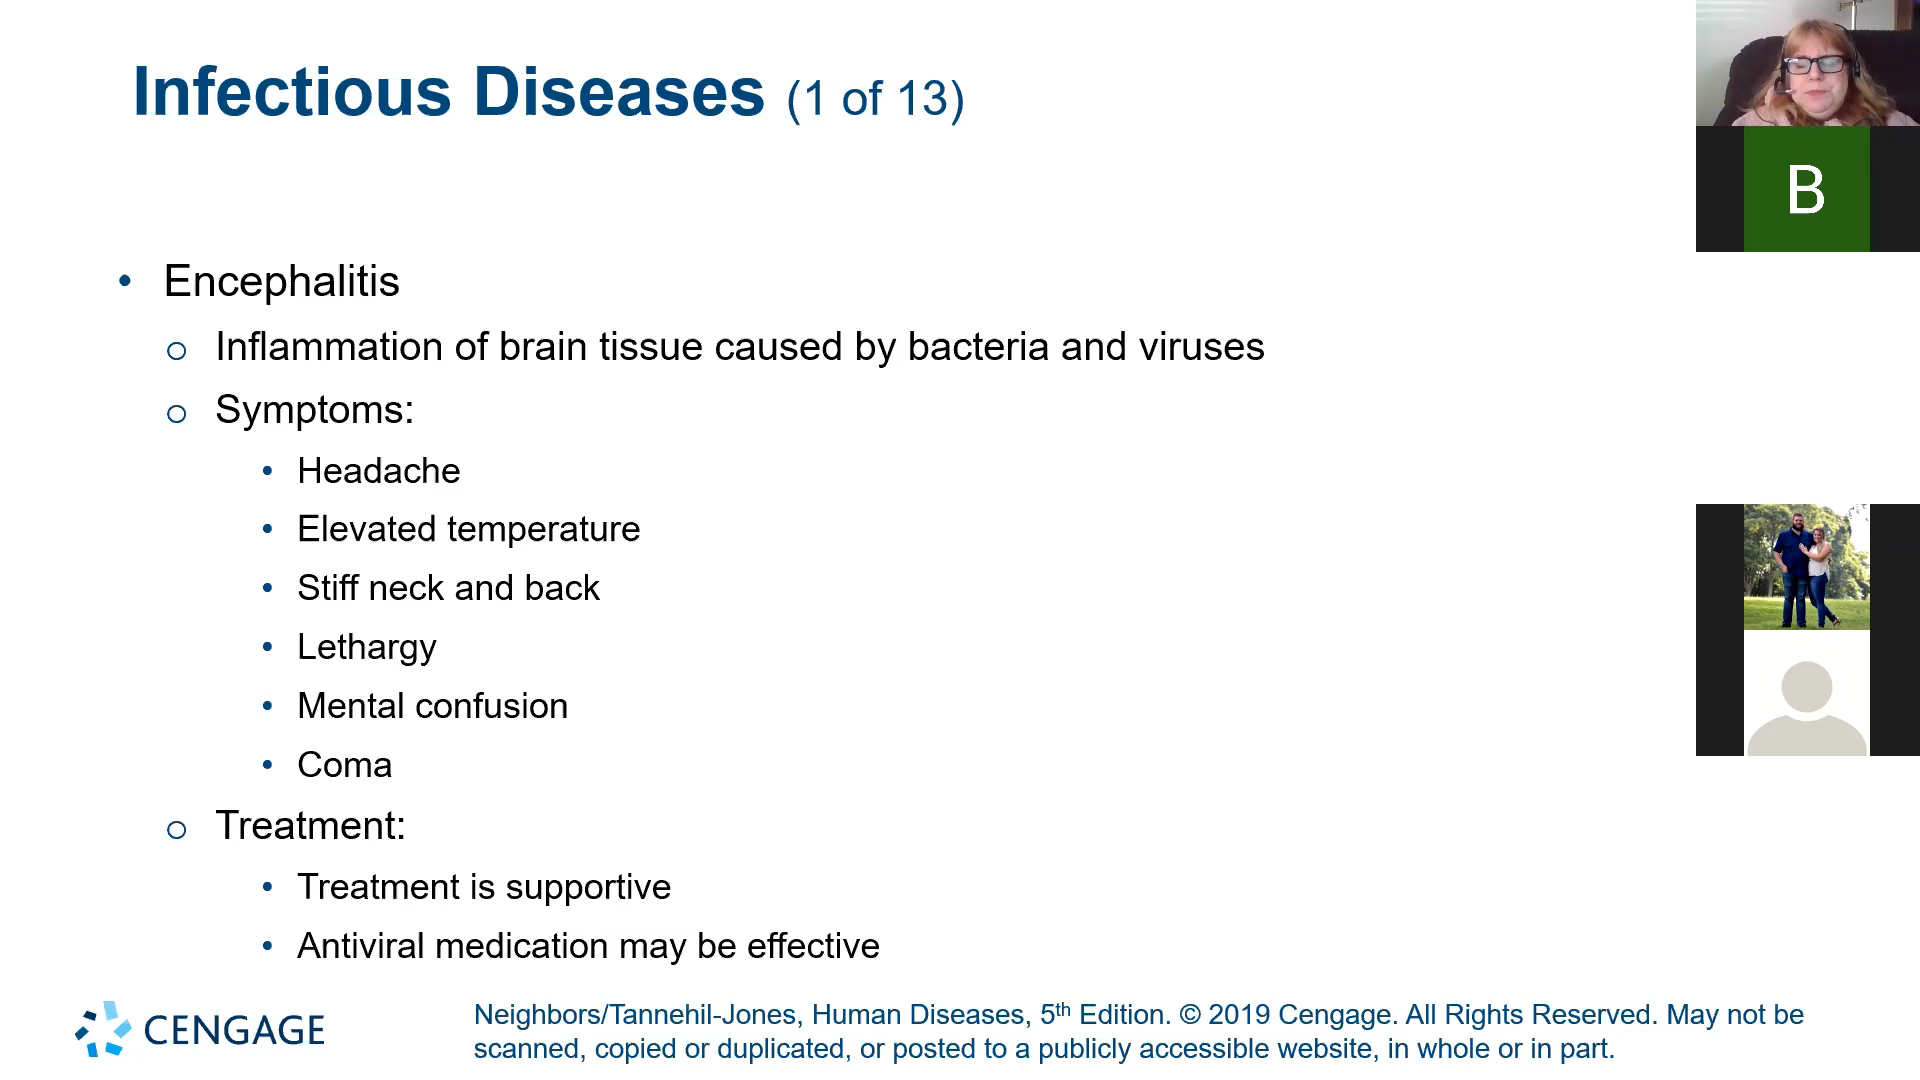 Infectious Diseases (1 of 13)
B
• Encephalitis
o Inflammation of brain tissue caused by bacteria and viruses
o Symptoms:
• Headache
• Elevated temperature
• Stiff neck and back
• Lethargy
• Mental confusion
• Coma
o Treatment:
• Treatment is supportive
• Antiviral medication may be effective
CENGAGE
Neighbors/Tannehil-Jones, Human Diseases, 5th Edition. © 2019 Cengage. All Rights Reserved. May not be
scanned, copied or duplicated, or posted to a publicly accessible website, in whole or in part.